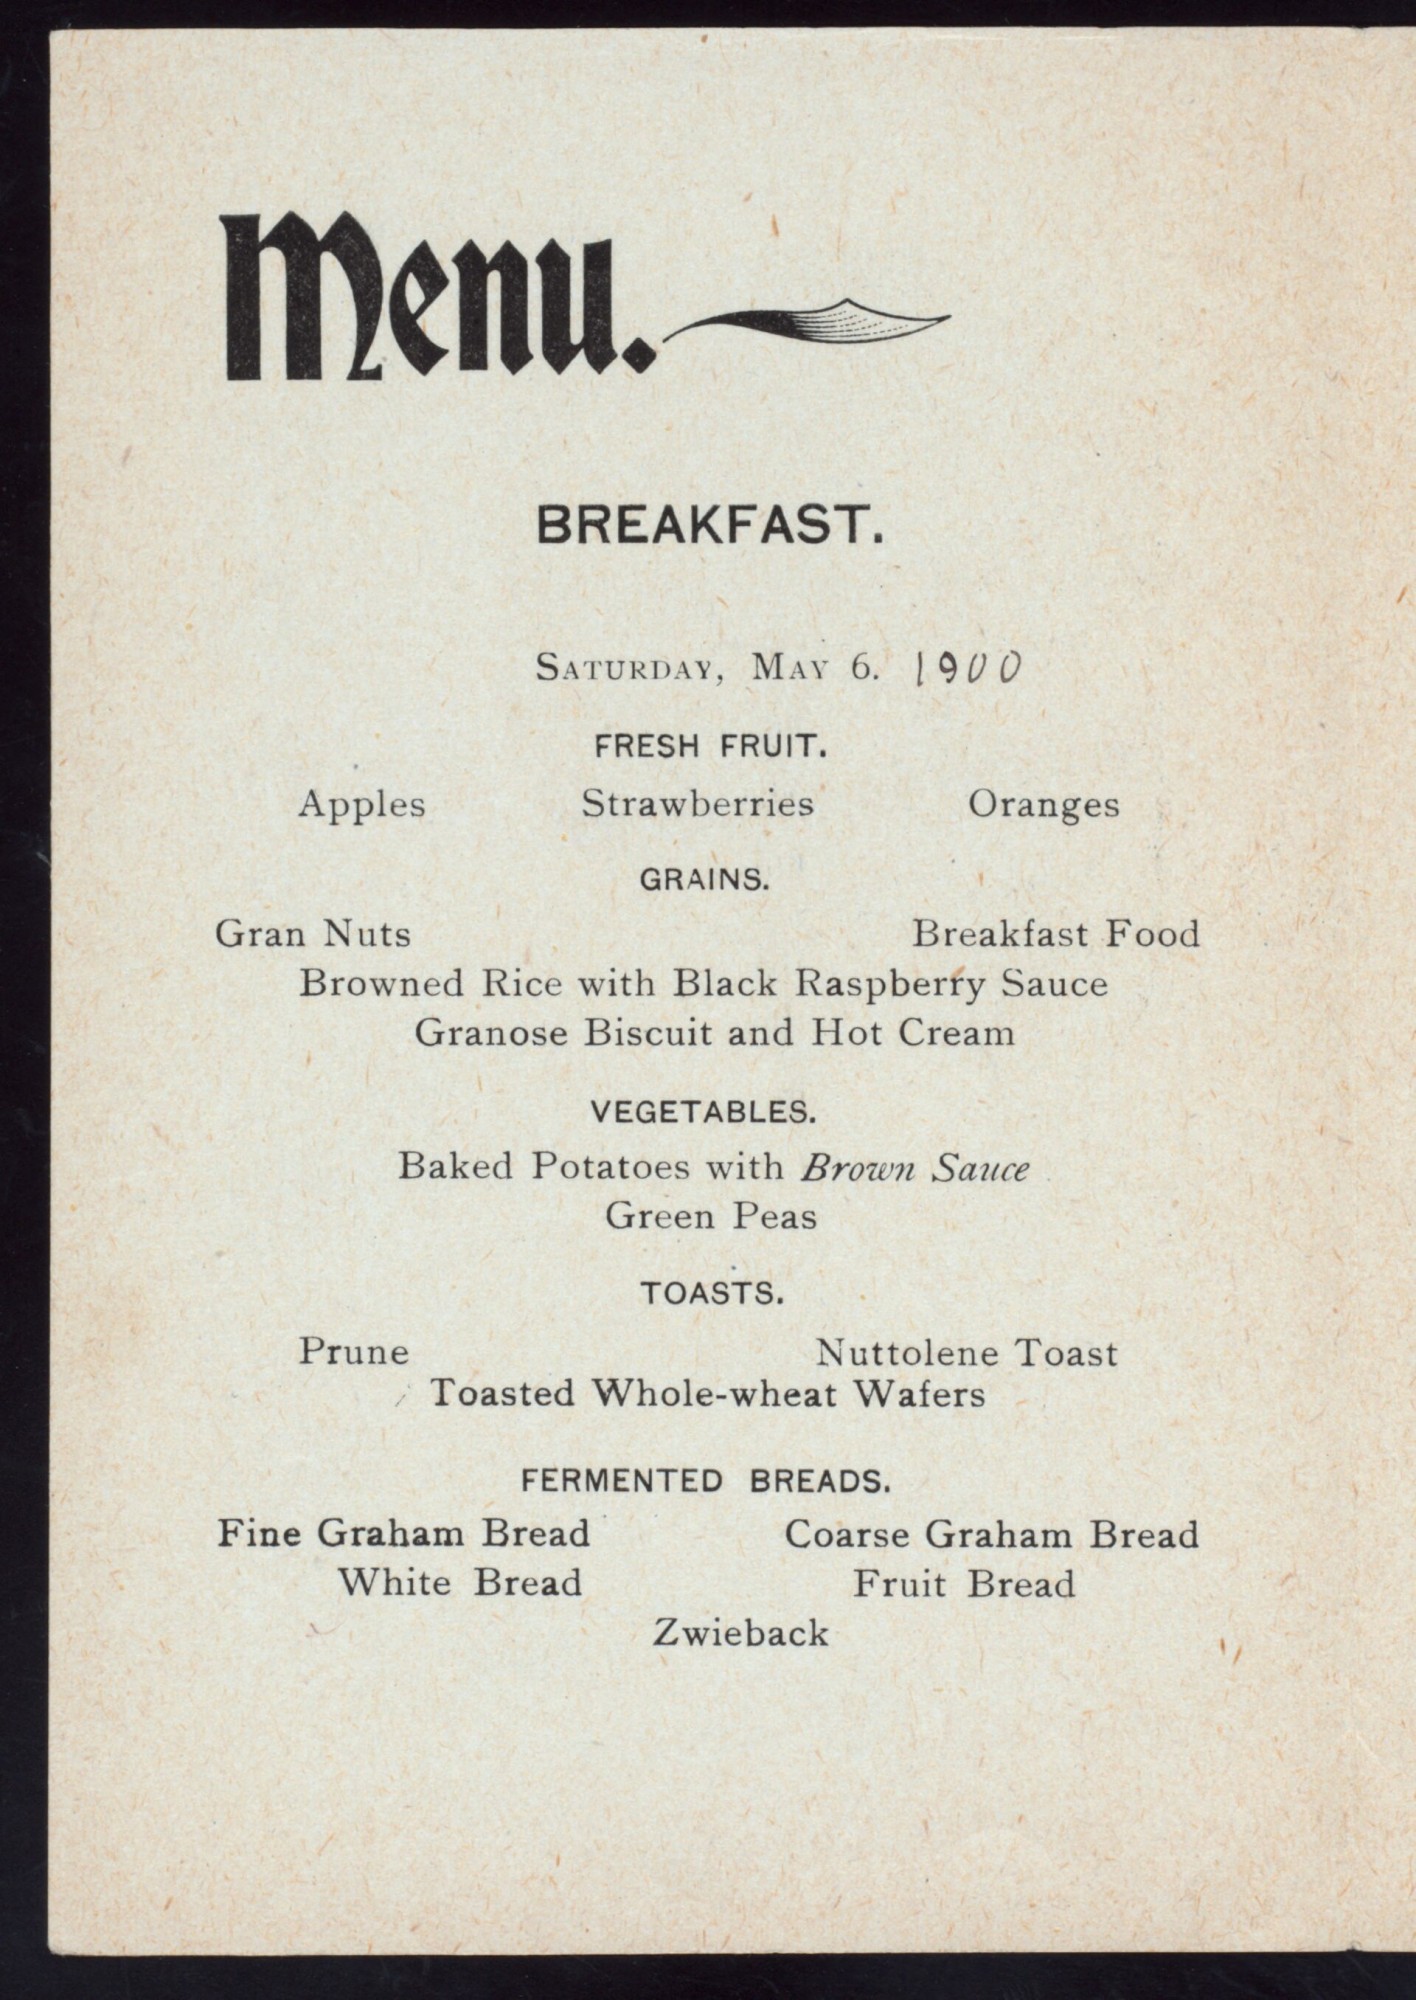 Menu.
BREAKFAST.
SATURDAY, MAY 6. 1900
FRESH FRUIT.
Apples Strawberries Oranges
GRAINS.
Gran Nuts Breakfast Food
Browned Rice with Black Raspberry Sauce
Granose Biscuit and Hot Cream
VEGETABLES.
Baked Potatoes with Brown Sauce
Green Peas
TOASTS.
Prune Nuttolene Toast
Toasted Whole-wheat Wafers
FERMENTED BREADS.
Fine Graham Bread Coarse Graham Bread
White Bread Fruit Bread
Zwieback